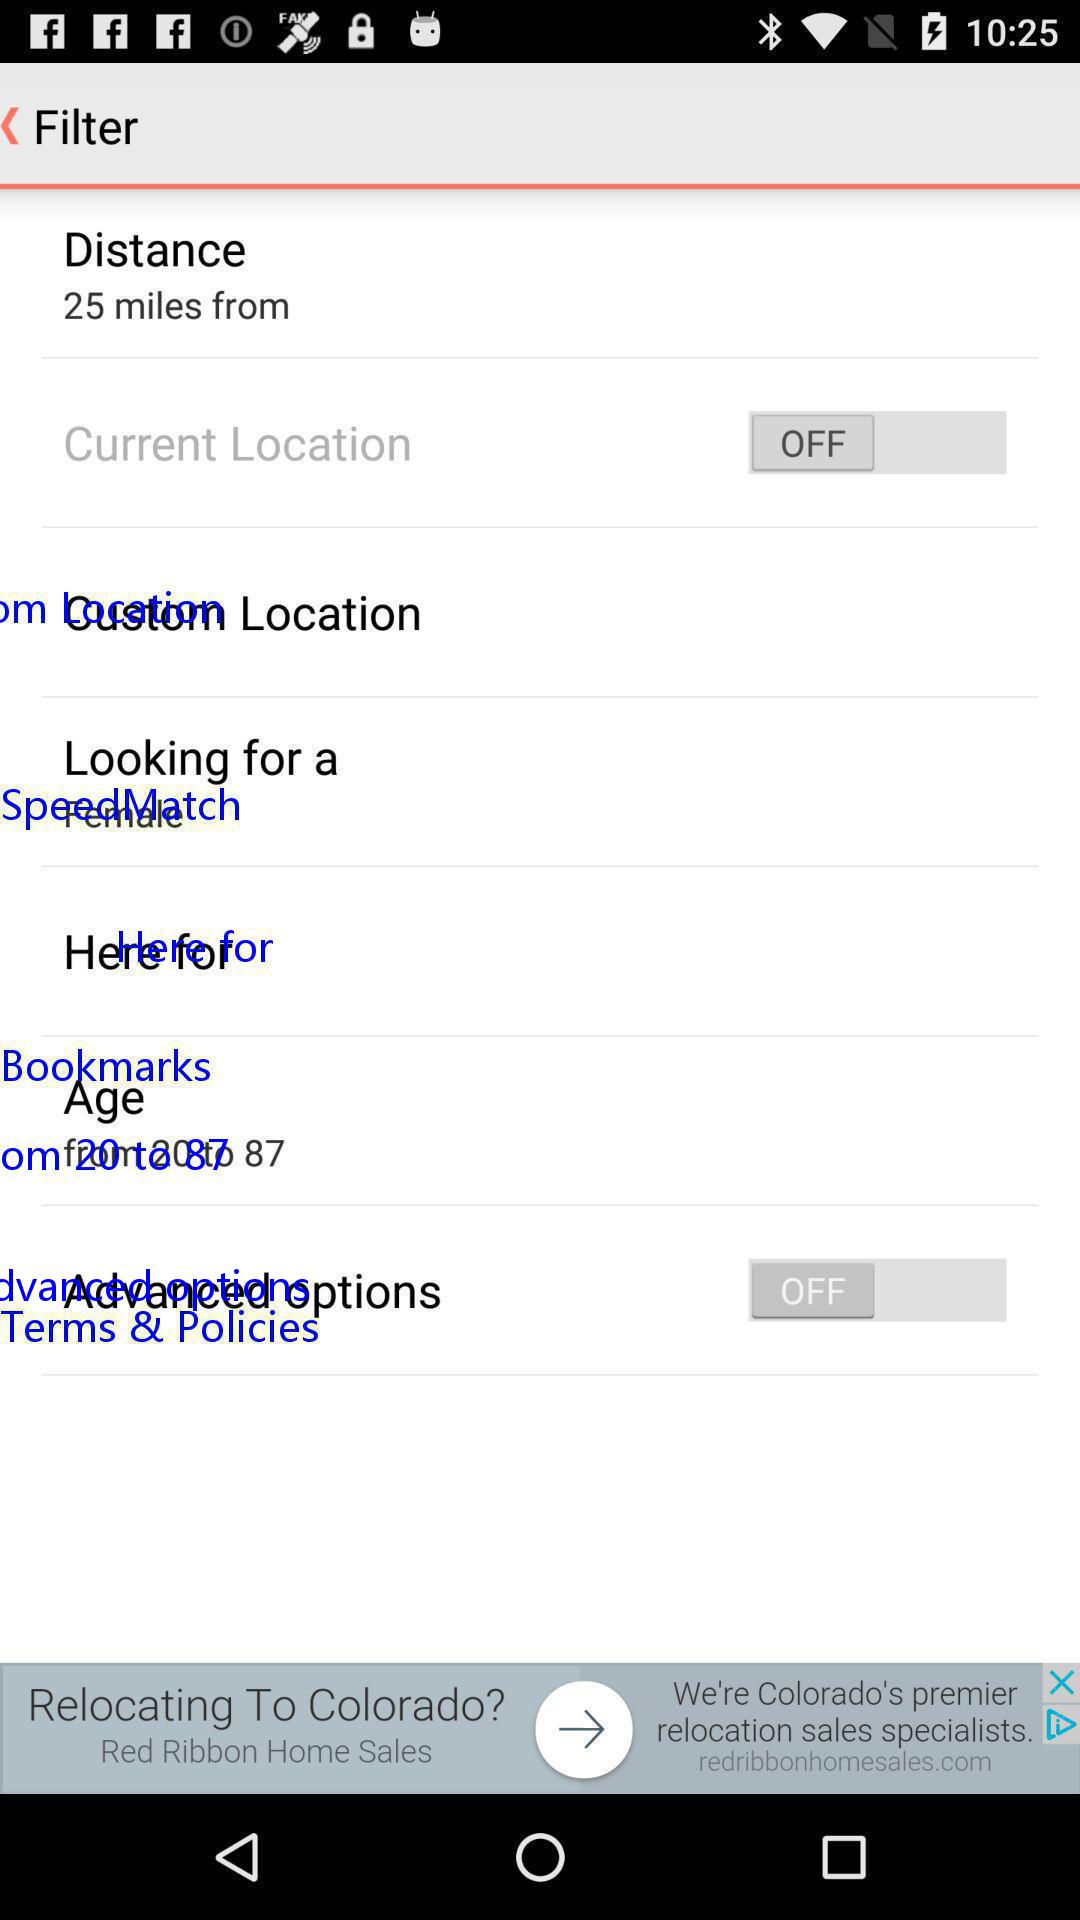 FAKE
10:25
Filter
Distance
25 miles from
Current Location
OFF
Custom Location
om Location
Looking for a
SpeedMatch
Female
Here for
Here for
Bookmarks
Age
from 20 to 87
om 20 to 87
Advanced options
dvanced options
OFF
Terms & Policies
Relocating To Colorado?
Red Ribbon Home Sales
We're Colorado's premier
relocation sales specialists.
redribbonhomesales.com